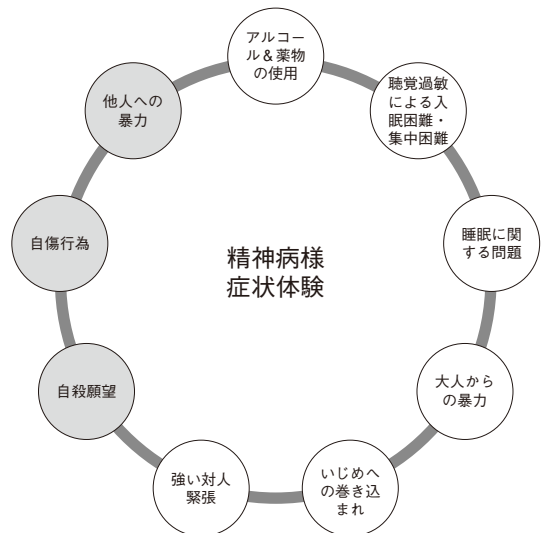 アルコー
ル&薬物
の使用
聴覚過敏
による入
眠困難・
集中困難
睡眠に関
する問題
大人から
の暴力
いじめへ
の巻き込
まれ
強い対人
緊張
自殺願望
自傷行為
他人への
暴力
精神病様
症状体験